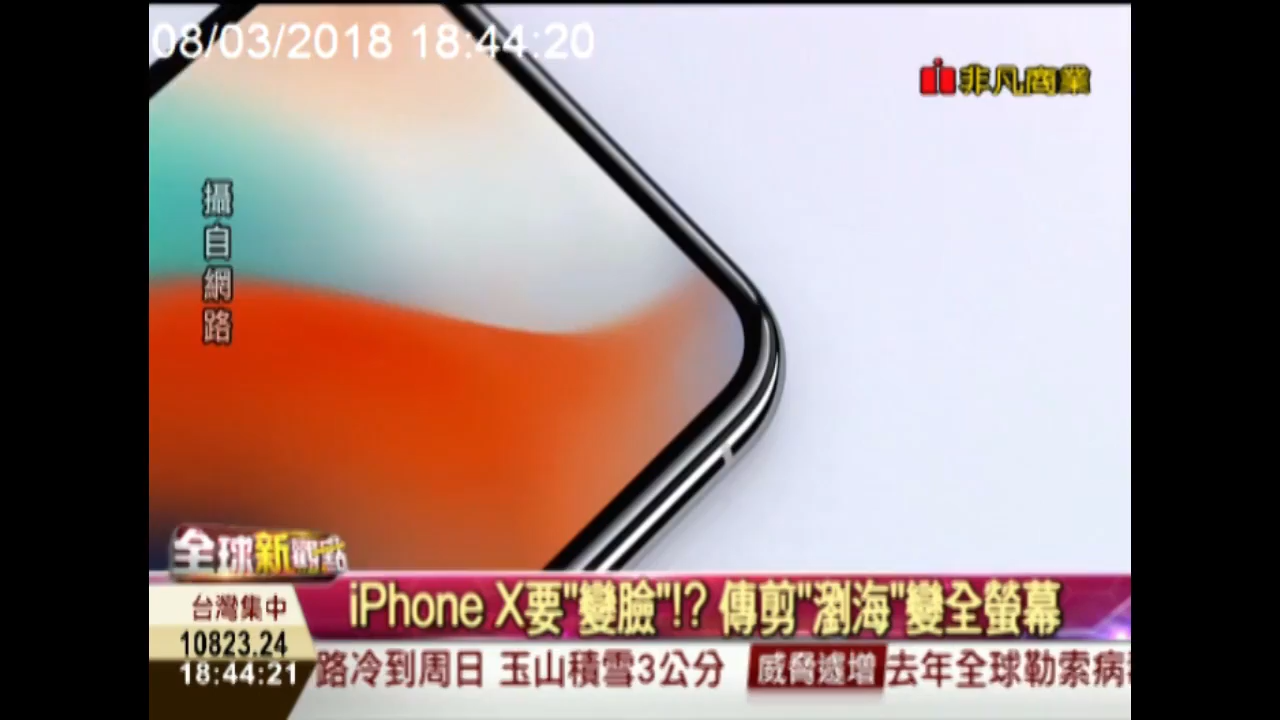 08/03/2018 18:44:20
非凡商業
攝自網路
全球新觀點
iPhone X要"變臉"!? 傳剪"瀏海"變全螢幕
台灣集中
10823.24
18:44:21
路冷到周日 玉山積雪3公分 威脅遽增 去年全球勒索病